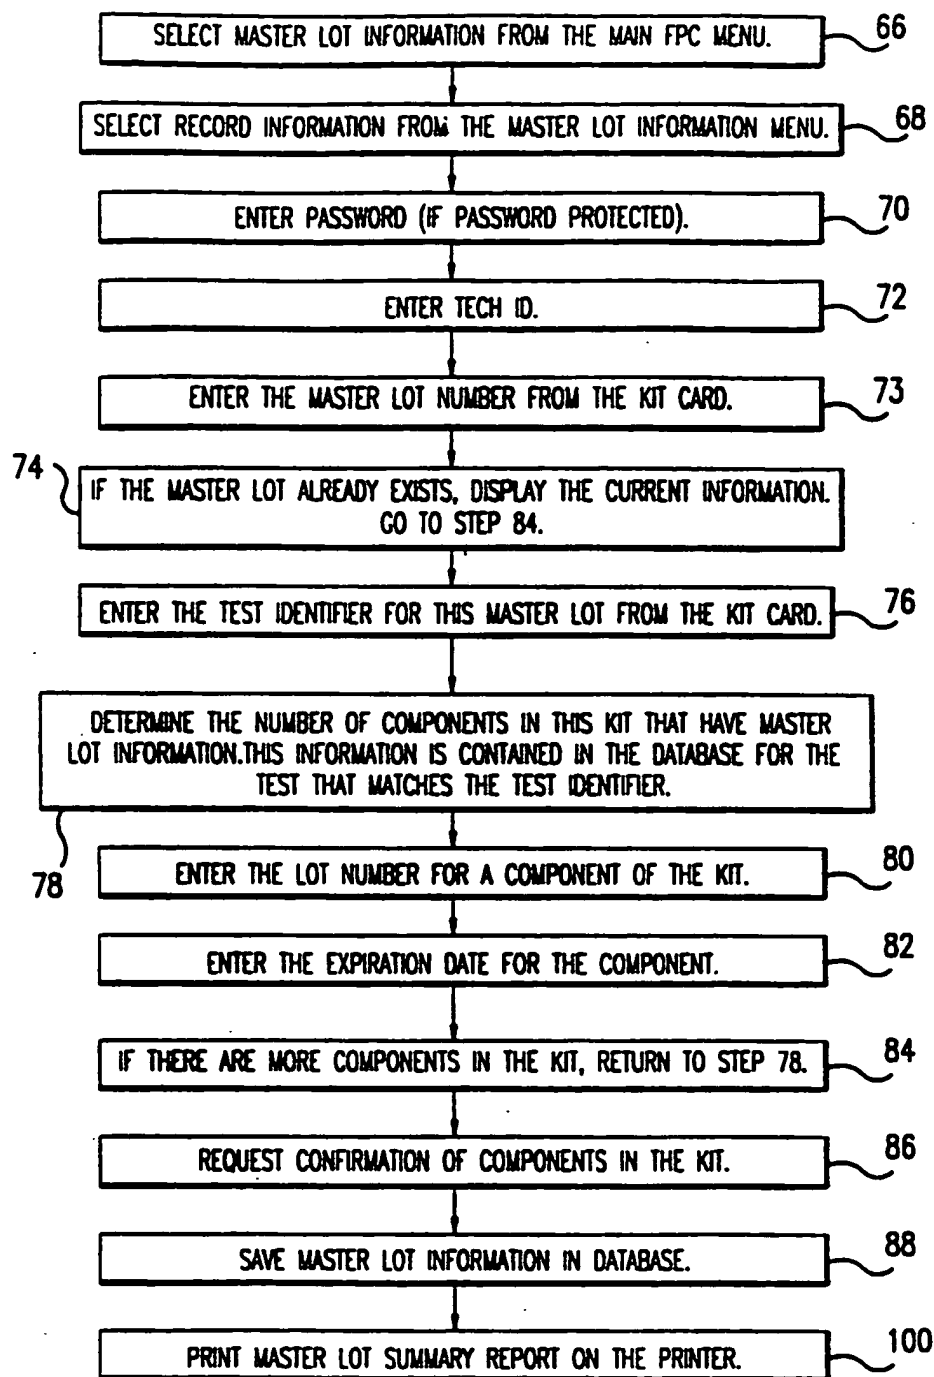 SELECT MASTER LOT INFORMATION FROM THE MAIN FPC MENU.
66
SELECT RECORD INFORMATION FROM THE MASTER LOT INFORMATION MENU.
68
ENTER PASSWORD (IF PASSWORD PROTECTED).
70
ENTER TECH ID.
72
ENTER THE MASTER LOT NUMBER FROM THE KIT CARD.
73
74
IF THE MASTER LOT ALREADY EXISTS, DISPLAY THE CURRENT INFORMATION.
GO TO STEP 84.
ENTER THE TEST IDENTIFIER FOR THIS MASTER LOT FROM THE KIT CARD.
76
DETERMINE THE NUMBER OF COMPONENTS IN THIS KIT THAT HAVE MASTER
LOT INFORMATION.THIS INFORMATION IS CONTAINED IN THE DATABASE FOR THE
TEST THAT MATCHES THE TEST IDENTIFIER.
78
ENTER THE LOT NUMBER FOR A COMPONENT OF THE KIT.
80
ENTER THE EXPIRATION DATE FOR THE COMPONENT.
82
IF THERE ARE MORE COMPONENTS IN THE KIT, RETURN TO STEP 78.
84
REQUEST CONFIRMATION OF COMPONENTS IN THE KIT.
86
SAVE MASTER LOT INFORMATION IN DATABASE.
88
PRINT MASTER LOT SUMMARY REPORT ON THE PRINTER.
100